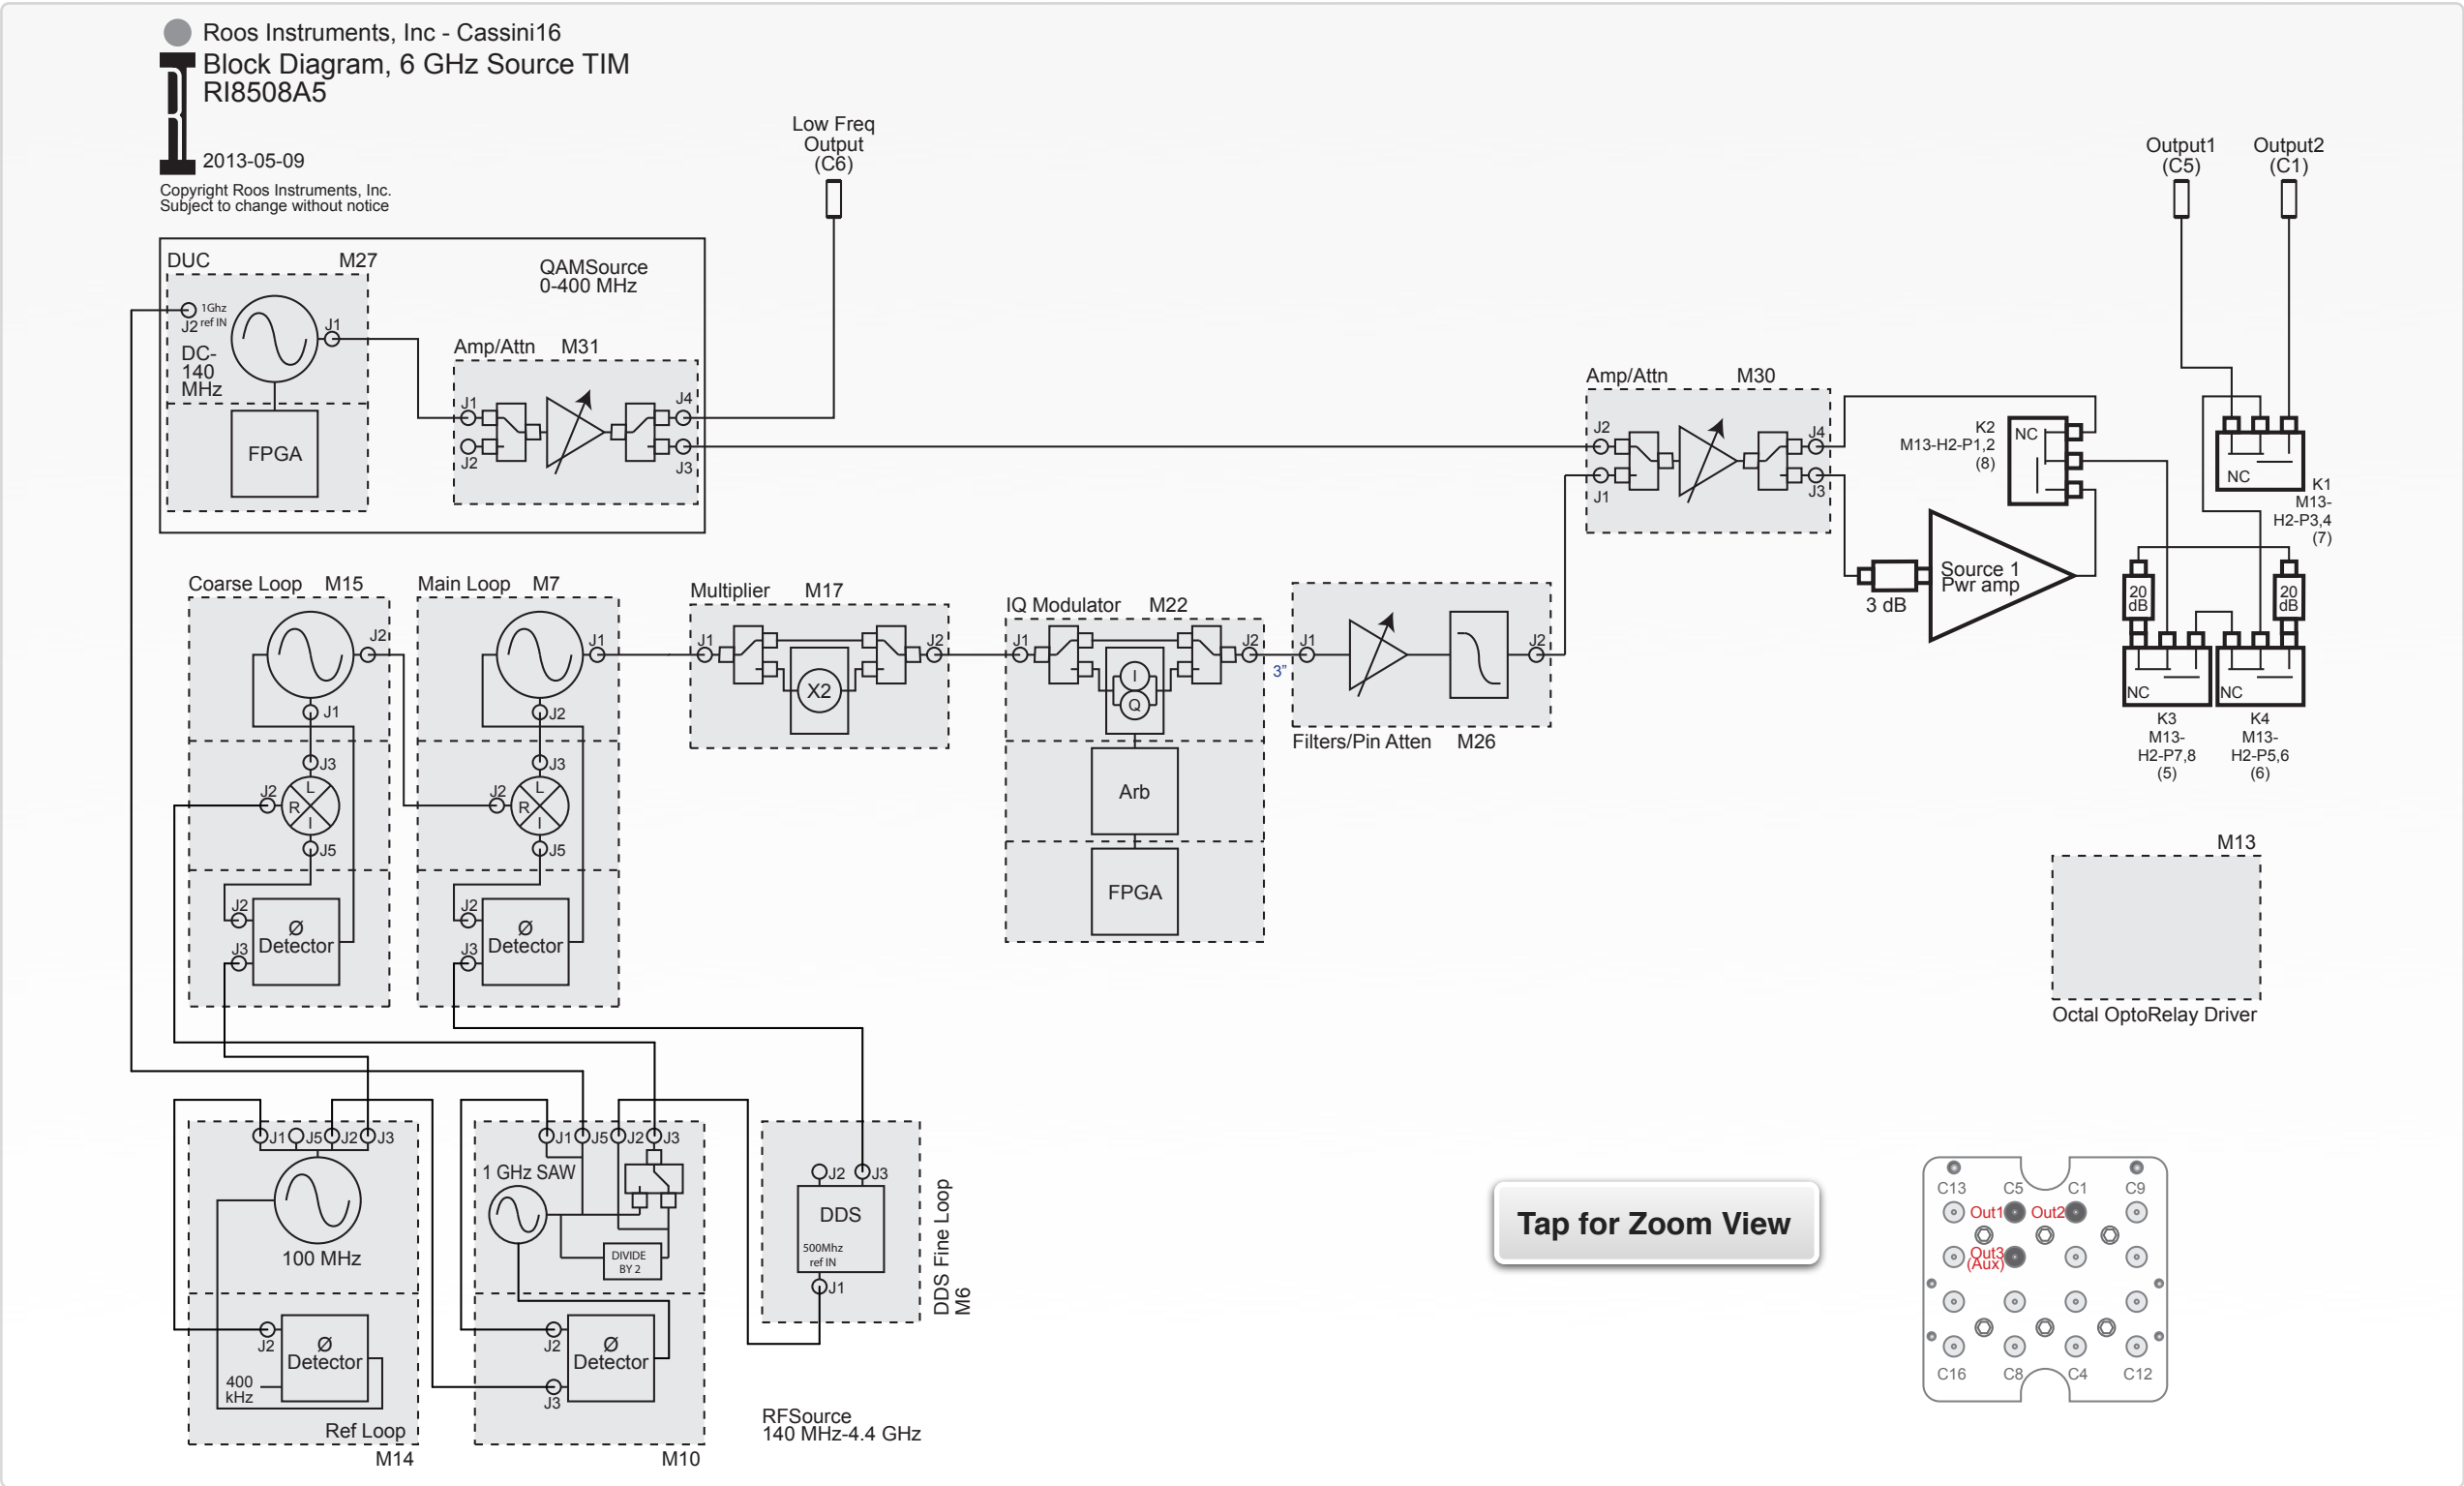 Roos Instruments, Inc - Cassini16
Block Diagram, 6 GHz Source TIM
RI8508A5
2013-05-09
Copyright Roos Instruments, Inc.
Subject to change without notice
Low Freq
Output
(C6)
Output1
(C5)
Output2
(C1)
DUC
M27
QAMSource
0-400 MHz
1Ghz
ref IN
J2
J1
DC-
140
MHz
FPGA
Amp/Attn
M31
J1
J2
J4
J3
Amp/Attn
M30
J2
J1
J4
J3
K2
M13-H2-P1,2
(8)
NC
NC
K1
M13-
H2-P3,4
(7)
3 dB
Source 1
Pwr amp
20
dB
20
dB
NC
NC
K3
M13-
H2-P7,8
(5)
K4
M13-
H2-P5,6
(6)
Coarse Loop
M15
J2
J1
J3
J2
L
R
I
J5
J2
J3
Ø
Detector
Main Loop
M7
J1
J2
J3
J2
L
R
I
J5
J2
J3
Ø
Detector
Multiplier
M17
J1
X2
J2
IQ Modulator
M22
J1
I
Q
J2
Arb
FPGA
3”
J1
J2
Filters/Pin Atten
M26
M13
Octal OptoRelay Driver
J1
J5
J2
J3
100 MHz
J2
Ø
Detector
400
kHz
Ref Loop
M14
J1
J5
J2
J3
1 GHz SAW
DIVIDE
BY 2
J2
Ø
Detector
J3
M10
J2
J3
DDS
500Mhz
ref IN
J1
DDS Fine Loop
M6
RFSource
140 MHz-4.4 GHz
Tap for Zoom View
C13
C5
C1
C9
Out1
Out2
Out3
(Aux)
C16
C8
C4
C12